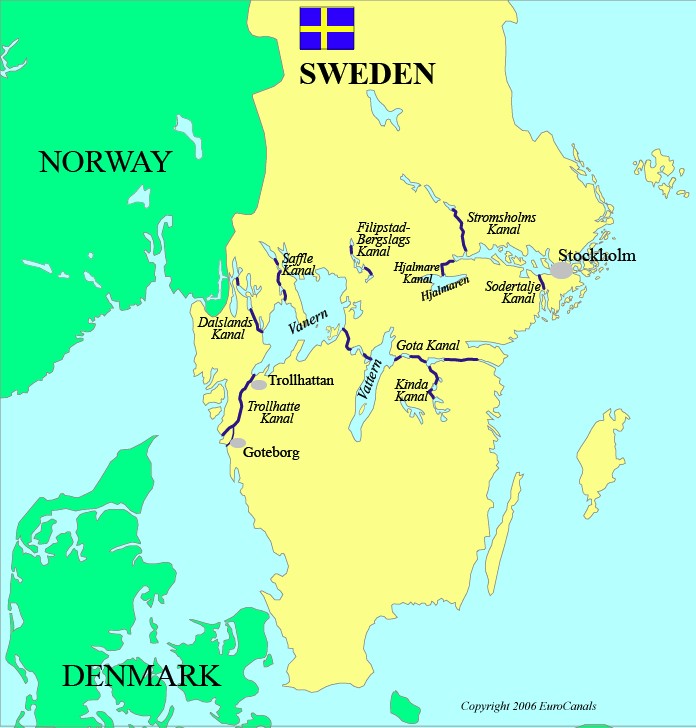 SWEDEN
NORWAY
Stromsholms
Kanal
Filipstad-
Bergslags
Kanal
Saffle
Kanal
Stockholm
Hjalmare
Kanal
Hjalmaren
Sodertalje
Kanal
Dalslands
Kanal
Vanern
Gota Kanal
Vattern
Trollhattan
Kinda
Kanal
Trollhatte
Kanal
Goteborg
DENMARK
Copyright 2006 EuroCanals